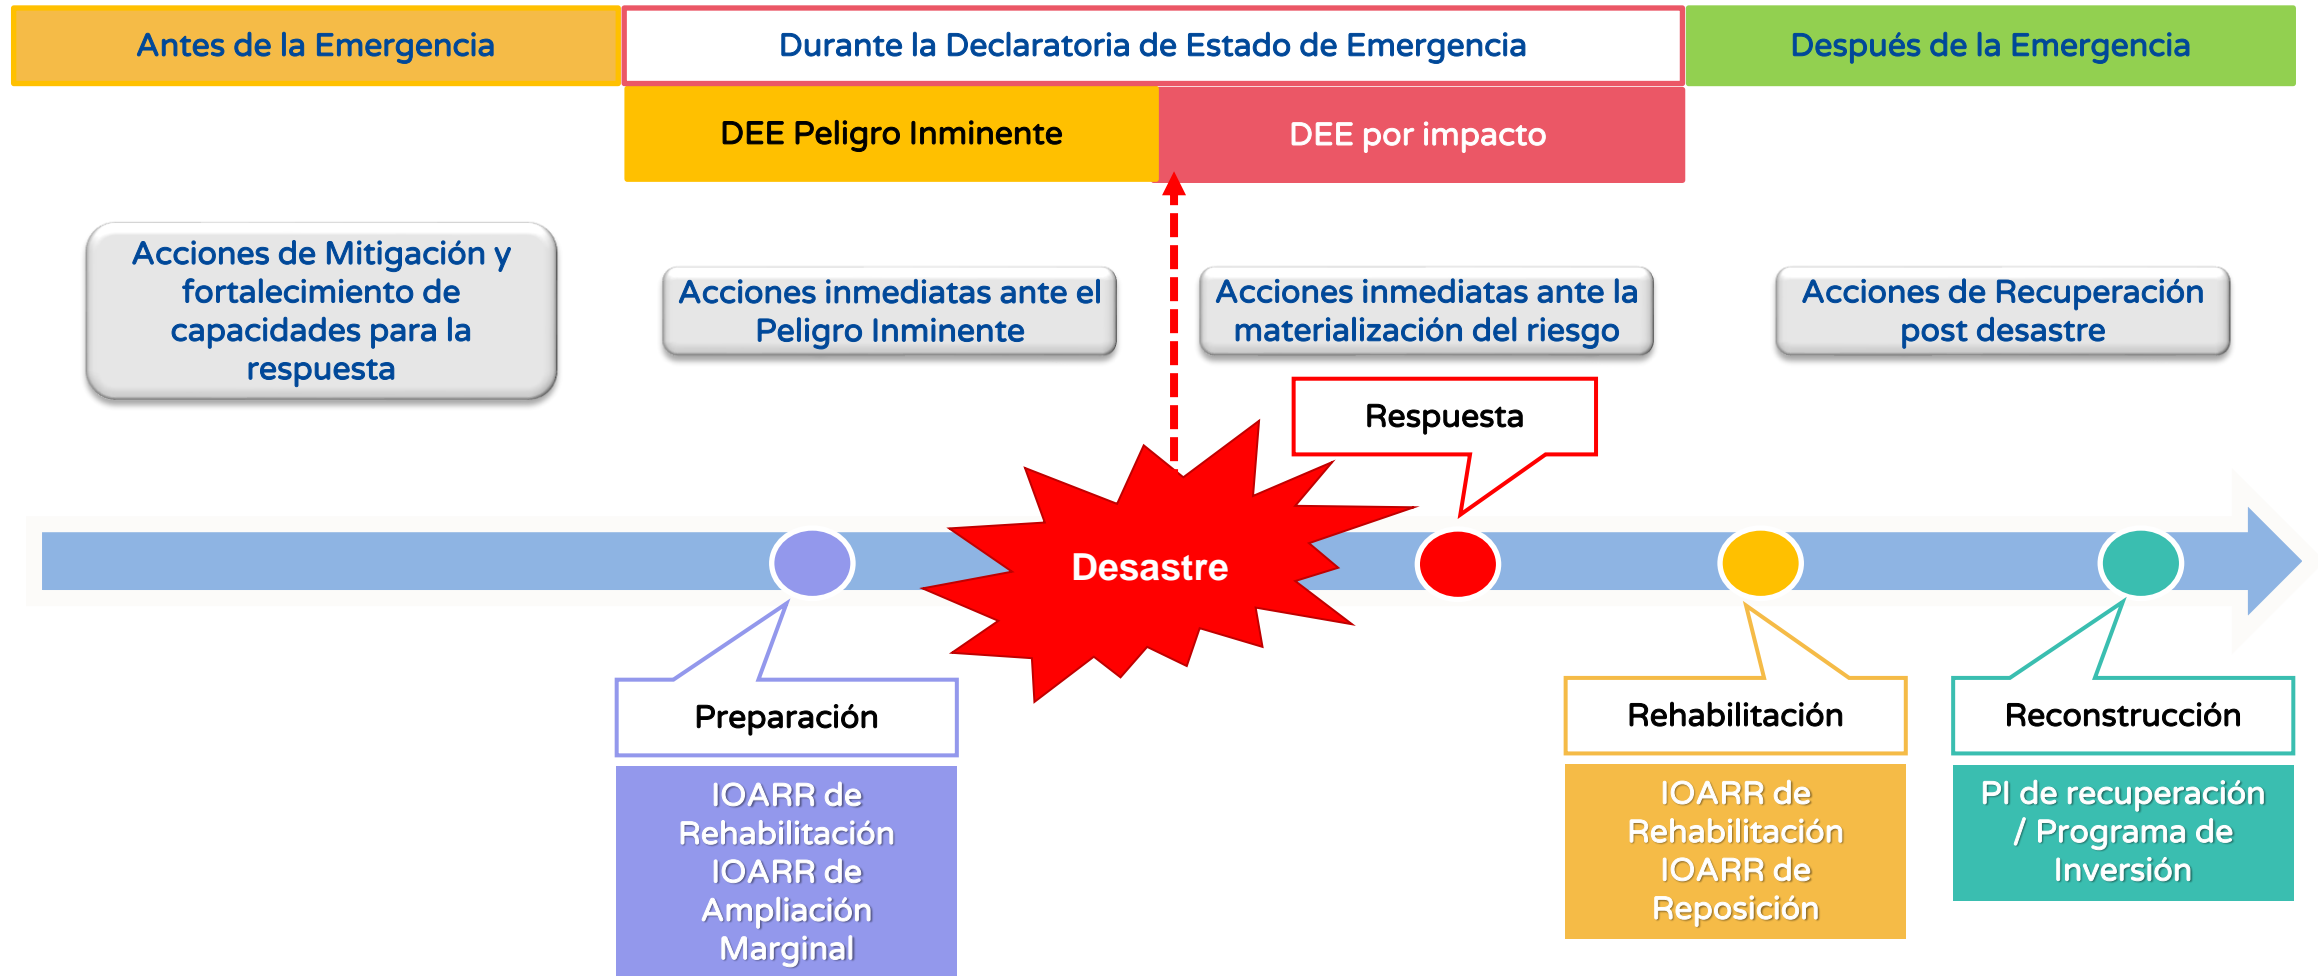 Antes de la Emergencia
Durante la Declaratoria de Estado de Emergencia
Después de la Emergencia
DEE Peligro Inminente
DEE por impacto
Acciones de Mitigación y
fortalecimiento de
capacidades para la
respuesta
Acciones inmediatas ante el
Peligro Inminente
Acciones inmediatas ante la
materialización del riesgo
Acciones de Recuperación
post desastre
Respuesta
Desastre
Preparación
IOARR de
Rehabilitación
IOARR de
Ampliación
Marginal
Rehabilitación
IOARR de
Rehabilitación
IOARR de
Reposición
Reconstrucción
PI de recuperación
/ Programa de
Inversión